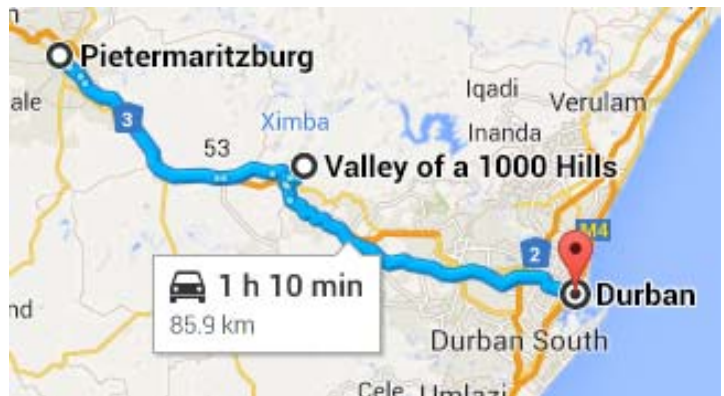 Pietermaritzburg
ale
3
Iqadi
Verulam
Ximba
Inanda
53
Valley of a 1000 Hills
M4
2
1 h 10 min
85.9 km
Durban
nd
Durban South
Cele
Umlazi